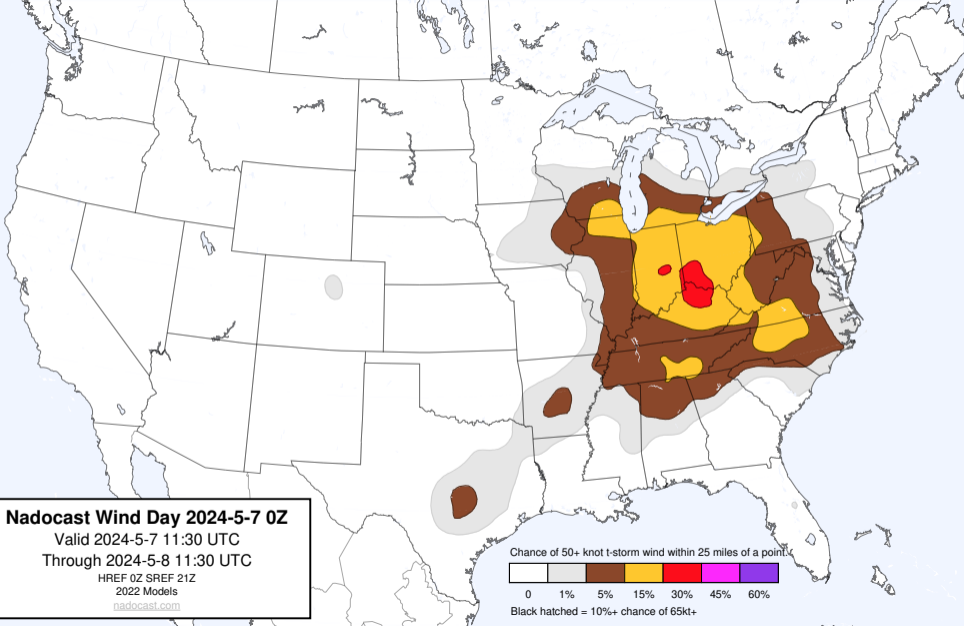 Nadocast Wind Day 2024-5-7 0Z
Valid 2024-5-7 11:30 UTC
Through 2024-5-8 11:30 UTC
HREF 0Z SREF 21Z
2022 Models
nadocast.com
Chance of 50+ knot t-storm wind within 25 miles of a point.
0 1% 5% 15% 30% 45% 60%
Black hatched = 10%+ chance of 65kt+